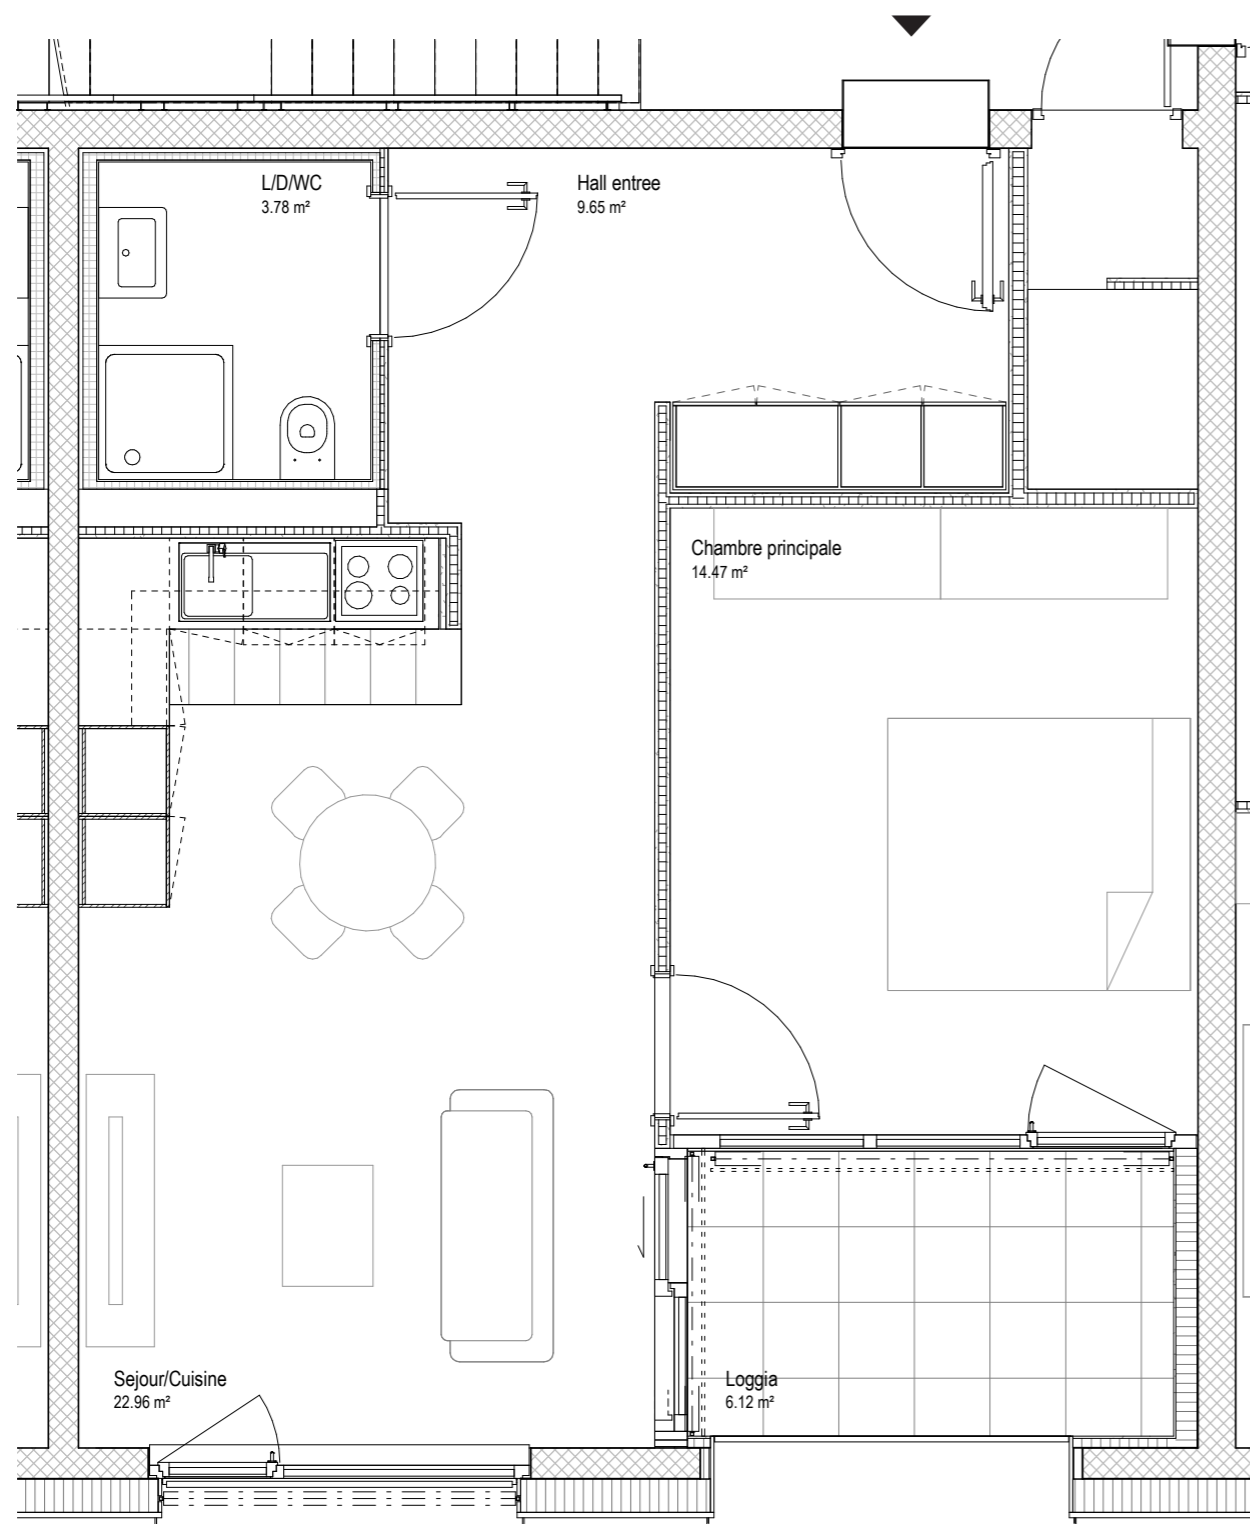 L/D/WC
3.78 m²
Hall entree
9.65 m²
Chambre principale
14.47 m²
Sejour/Cuisine
22.96 m²
Loggia
6.12 m²